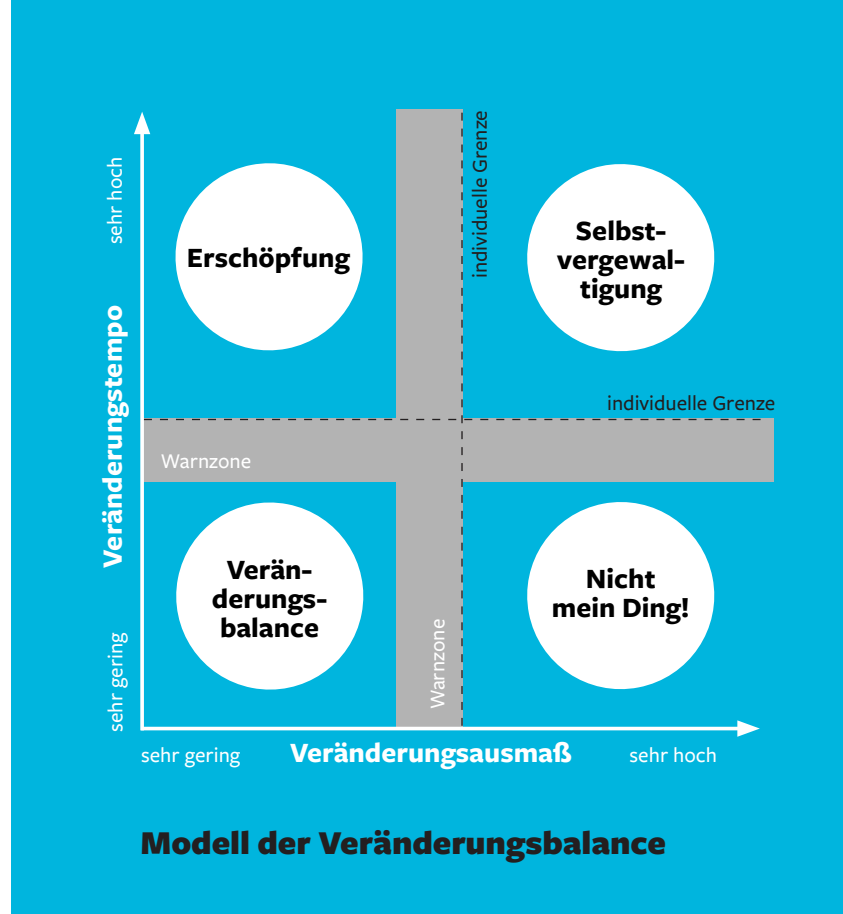 sehr hoch
individuelle Grenze
Erschöpfung
Selbst-
vergewal-
tigung
Veränderungstempo
individuelle Grenze
Warnzone
Verän-
derungs-
balance
Nicht
mein Ding!
sehr gering
Warnzone
sehr gering
Veränderungsausmaß
sehr hoch
Modell der Veränderungsbalance